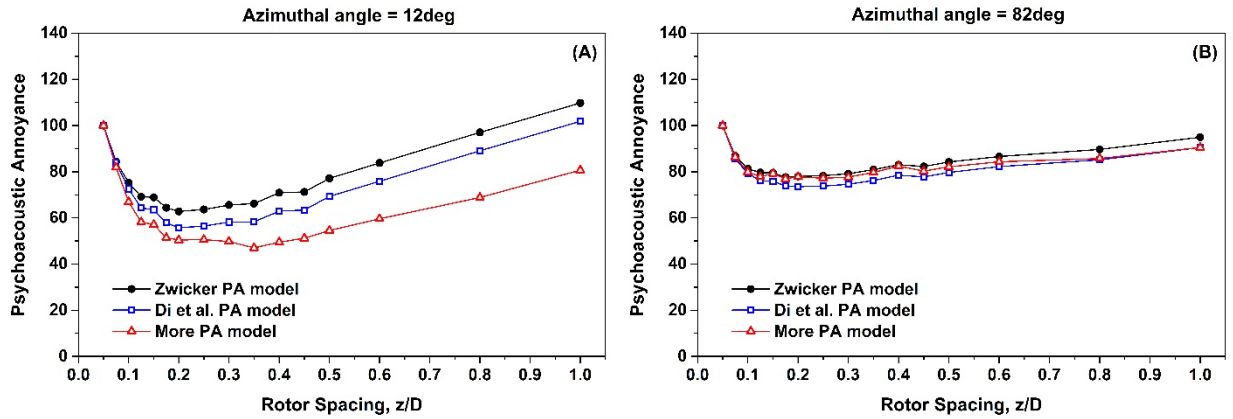 Azimuthal angle = 12deg
(A)
Psychoacoustic Annoyance
140
120
100
80
60
40
20
0
Zwicker PA model
Di et al. PA model
More PA model
0.0 0.1 0.2 0.3 0.4 0.5 0.6 0.7 0.8 0.9 1.0
Rotor Spacing, z/D
Azimuthal angle = 82deg
(B)
Psychoacoustic Annoyance
140
120
100
80
60
40
20
0
Zwicker PA model
Di et al. PA model
More PA model
0.0 0.1 0.2 0.3 0.4 0.5 0.6 0.7 0.8 0.9 1.0
Rotor Spacing, z/D